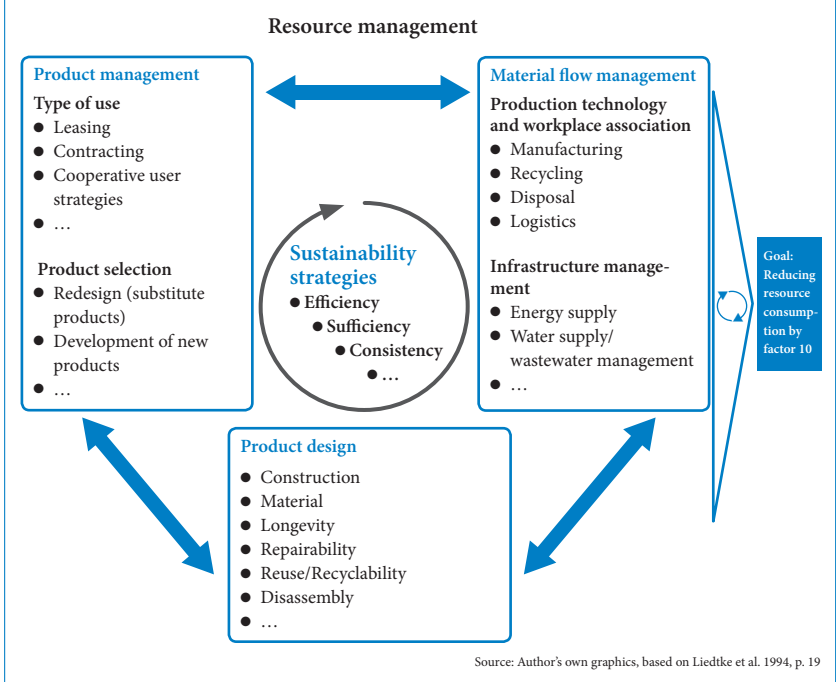 Resource management
Product management
Type of use
● Leasing
● Contracting
● Cooperative user
strategies
● …
Product selection
● Redesign (substitute
products)
● Development of new
products
● …
Material flow management
Production technology
and workplace association
● Manufacturing
● Recycling
● Disposal
● Logistics
Infrastructure manage-
ment
● Energy supply
● Water supply/
wastewater management
● …
Sustainability
strategies
● Efficiency
● Sufficiency
● Consistency
● …
Goal:
Reducing
resource
consump-
tion by
factor 10
Product design
● Construction
● Material
● Longevity
● Repairability
● Reuse/Recyclability
● Disassembly
● …
Source: Author's own graphics, based on Liedtke et al. 1994, p. 19